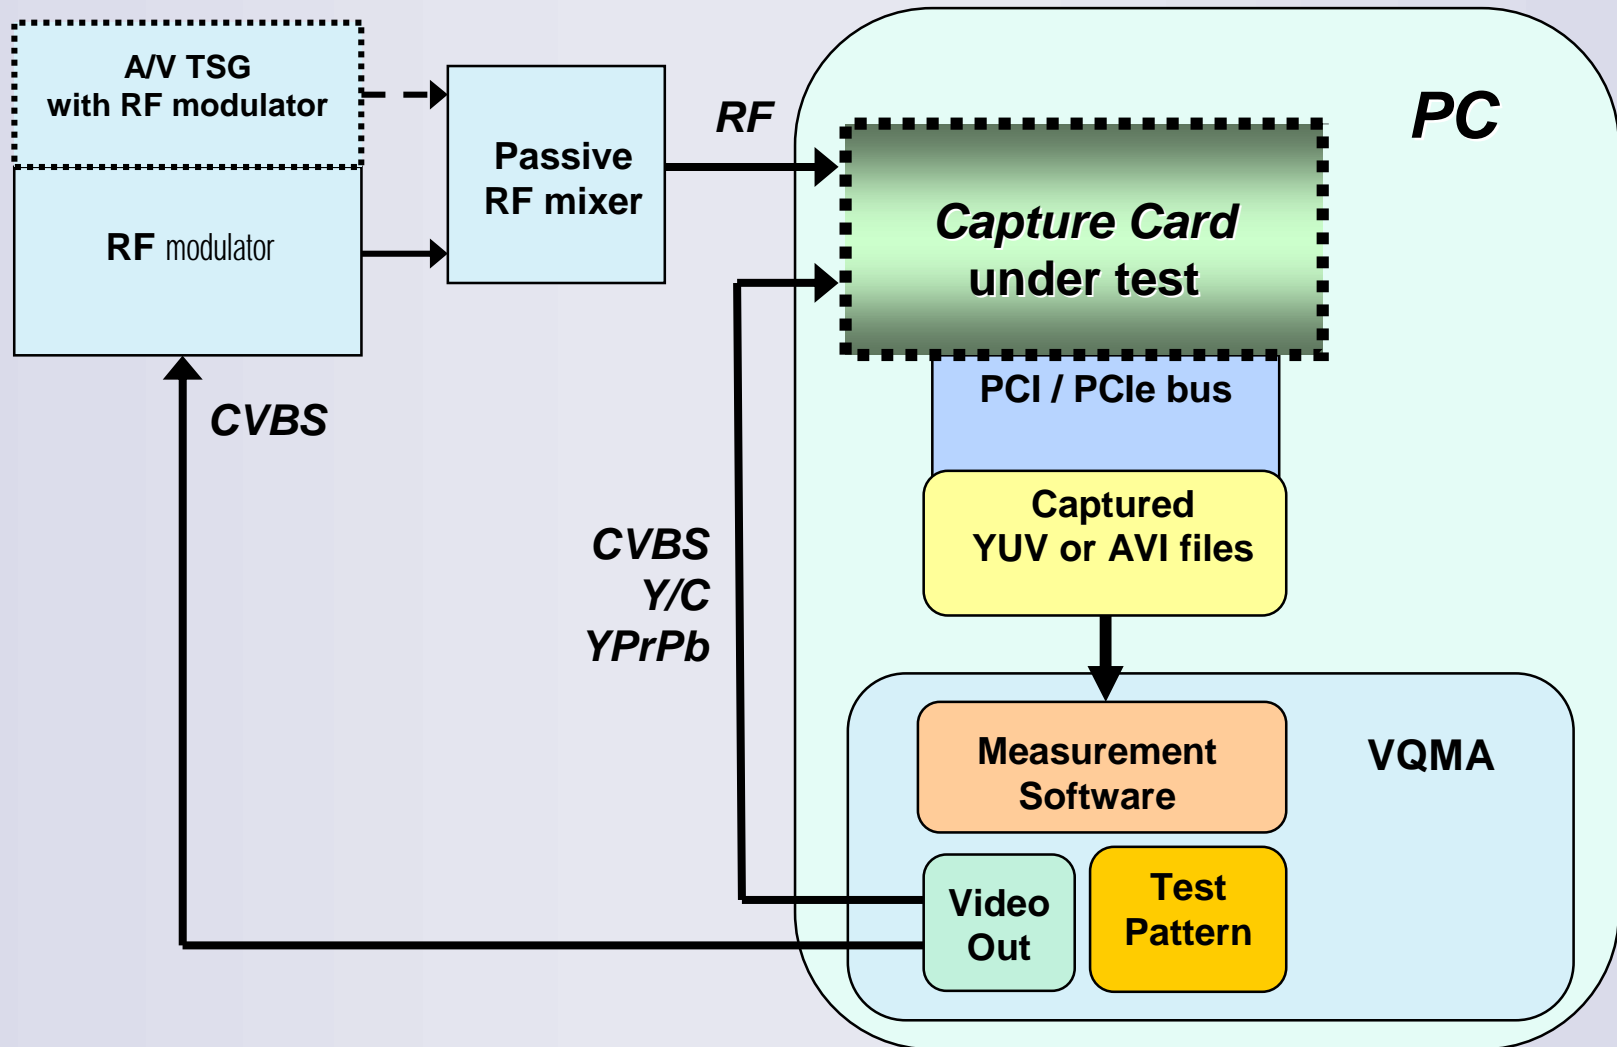 A/V TSG
with RF modulator
RF modulator
Passive
RF mixer
RF
PC
Capture Card
under test
PCI / PCIe bus
CVBS
CVBS
Y/C
YPrPb
Captured
YUV or AVI files
Measurement
Software
VQMA
Video
Out
Test
Pattern